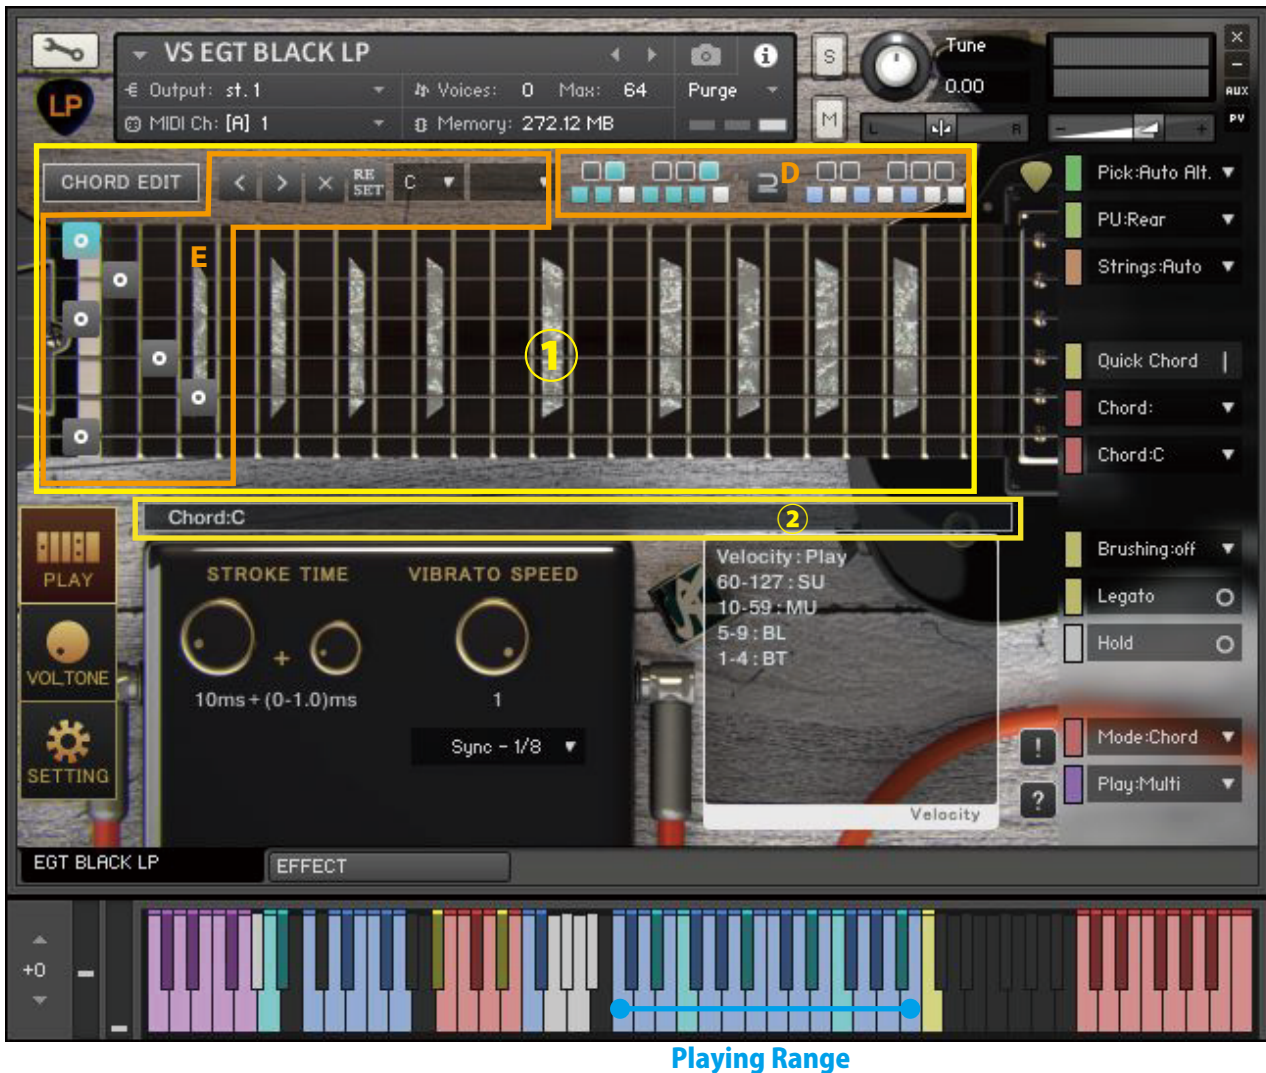 VS EGT BLACK LP
S
Tune
×
Output: st.1
Voices: 0 Max: 64
Purge
0.00
AUX
LP
MIDI Ch: [A] 1
Memory: 272.12 MB
M
L
R
PV
CHORD EDIT
< > ×
RE
SET
C
D
Pick:Auto Alt.
PU:Rear
E
Strings:Auto
①
Quick Chord
Chord:
Chord:C
Chord:C
②
PLAY
STROKE TIME
VIBRATO SPEED
Velocity : Play
60-127 : SU
10-59 : MU
5-9 : BL
1-4 : BT
Brushing:off
Legato
Hold
VOL.TONE
+
10ms+(0-1.0)ms
1
Sync - 1/8
SETTING
!
Mode:Chord
?
Play:Multi
Velocity
EGT BLACK LP
EFFECT
+0
Playing Range